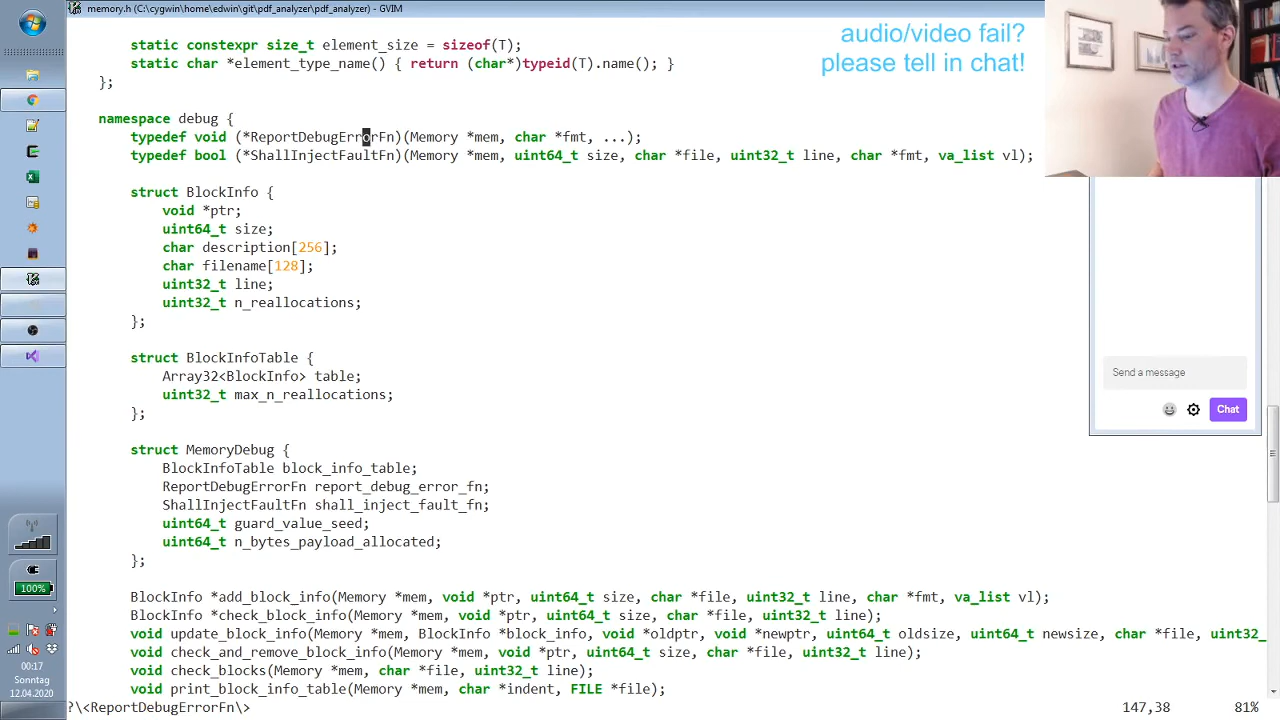 memory.h (C:\cygwin\home\edwin\git\pdf_analyzer\pdf_analyzer) - GVIM
audio/video fail?
please tell in chat!
static constexpr size_t element_size = sizeof(T);
static char *element_type_name() { return (char*)typeid(T).name(); }
};
namespace debug {
typedef void (*ReportDebugErrorFn)(Memory *mem, char *fmt, ...);
typedef bool (*ShallInjectFaultFn)(Memory *mem, uint64_t size, char *file, uint32_t line, char *fmt, va_list vl);
struct BlockInfo {
void *ptr;
uint64_t size;
char description[256];
char filename[128];
uint32_t line;
uint32_t n_reallocations;
};
struct BlockInfoTable {
Array32<BlockInfo> table;
uint32_t max_n_reallocations;
};
struct MemoryDebug {
BlockInfoTable block_info_table;
ReportDebugErrorFn report_debug_error_fn;
ShallInjectFaultFn shall_inject_fault_fn;
uint64_t guard_value_seed;
uint64_t n_bytes_payload_allocated;
};
BlockInfo *add_block_info(Memory *mem, void *ptr, uint64_t size, char *file, uint32_t line, char *fmt, va_list vl);
BlockInfo *check_block_info(Memory *mem, void *ptr, uint64_t size, char *file, uint32_t line);
void update_block_info(Memory *mem, BlockInfo *block_info, void *oldptr, void *newptr, uint64_t oldsize, uint64_t newsize, char *file, uint32_
void check_and_remove_block_info(Memory *mem, void *ptr, uint64_t size, char *file, uint32_t line);
void check_blocks(Memory *mem, char *file, uint32_t line);
void print_block_info_table(Memory *mem, char *indent, FILE *file);
?\<ReportDebugErrorFn\>
147,38
81%
Send a message
Chat
100%
00:17
Sonntag
12.04.2020